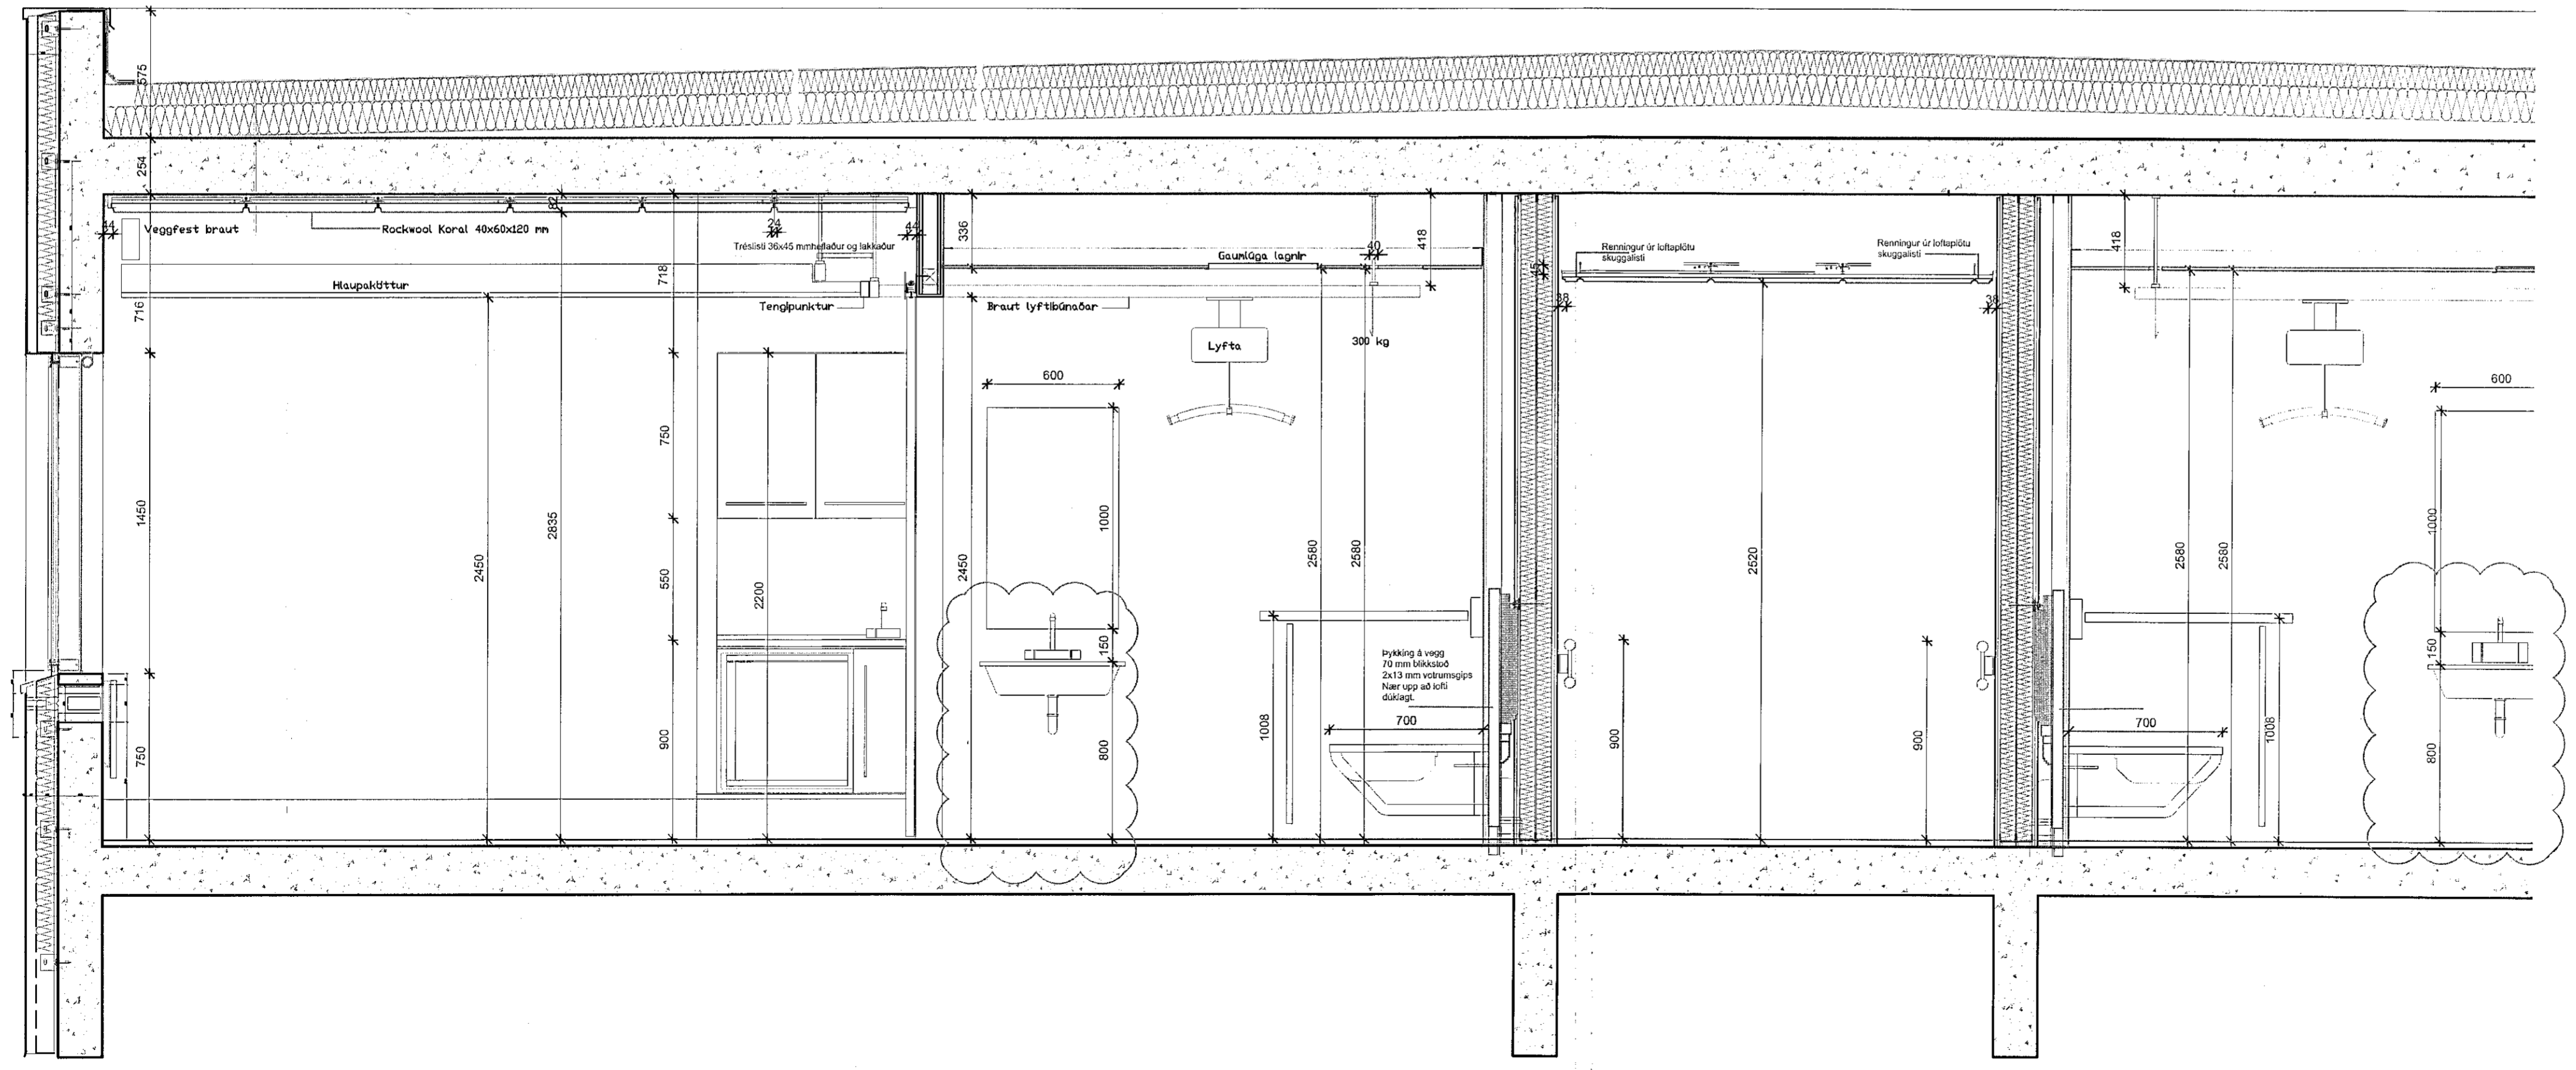 575
254
82
24
44
44
Veggfest braut
Rockwool Koral 40x60x120 mm
Tréslisti 36x45 mmheflaður og lakkaður
336
40
418
Gaumlúga lagnir
Renningur úr loftaplötu
skuggalisti
Renningur úr loftaplötu
skuggalisti
418
718
Hlaupaköttur
716
Tengipunktur
Braut lyftibúnaðar
38
38
Lyfta
300 kg
600
600
750
1450
2835
1000
1000
2450
550
2200
2450
2580
2580
2520
2580
2580
150
150
Þykking á vegg
70 mm blikkstoð
2x13 mm votrumsgips
Nær upp að lofti
dúklagt.
700
700
750
900
800
1008
900
900
1008
800